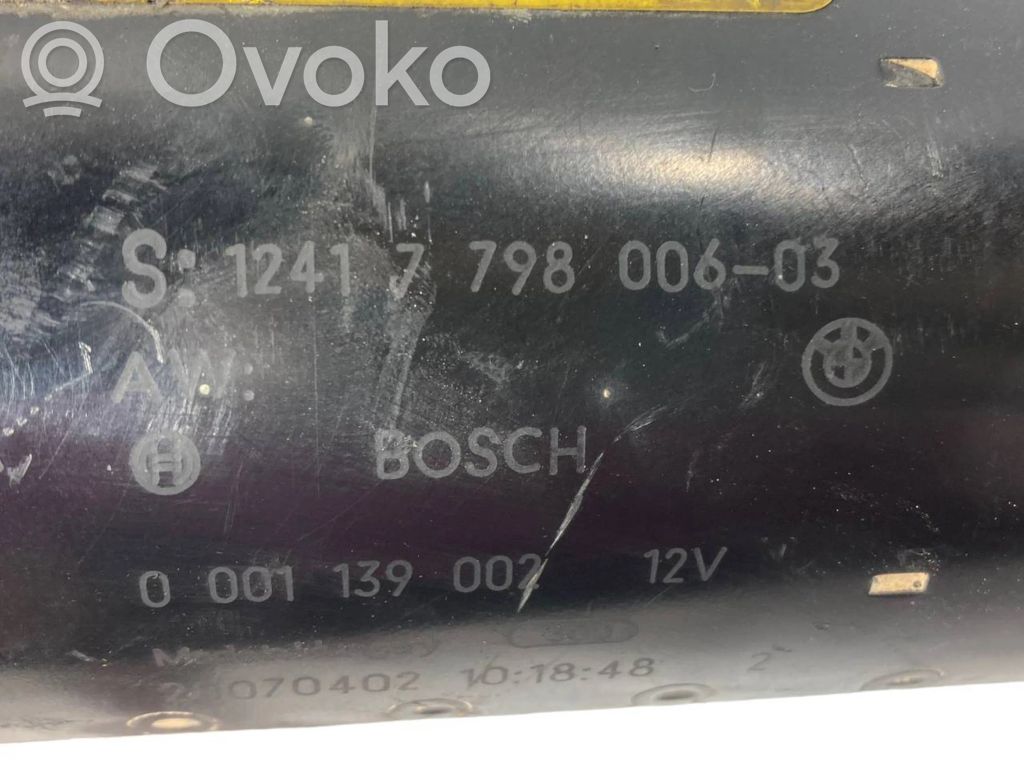 Ovoko
S: 1241 7 798 006-03
AW:
BOSCH
0 001 139 002 12V
10:18:48 2